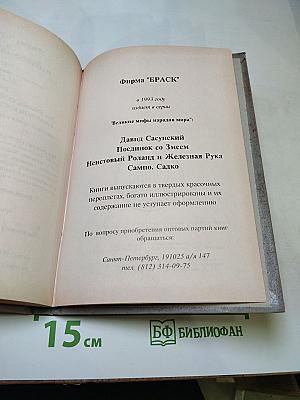 Фирма "БРАСК"
в 1993 году
издает в серии
"Великие мифы народов мира":
Давид Сасунский
Поединок со Змеем
Неистовый Роланд и Железная Рука
Сампо. Садко
Книги выпускаются в твердых красочных
переплетах, богато иллюстрированы и их
содержание не уступает оформлению
По вопросу приобретения оптовых партий книг
обращаться:
Санкт-Петербург, 191025 а/я 147
тел. (812) 314-09-75
15 см
БФ БИБЛИОФАН